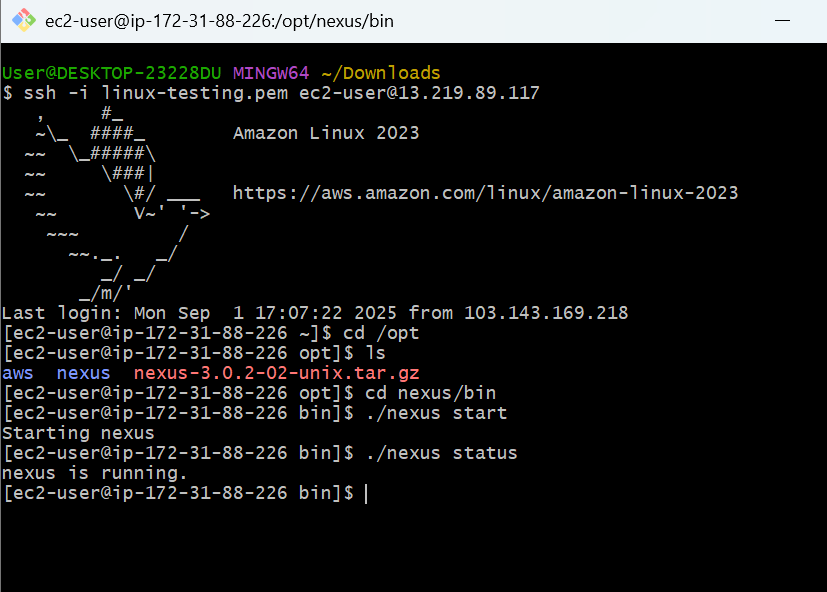 ec2-user@ip-172-31-88-226:/opt/nexus/bin
User@DESKTOP-23228DU MINGW64 ~/Downloads
$ ssh -i linux-testing.pem ec2-user@13.219.89.117
   ,     #_
   ~\_  ####_        Amazon Linux 2023
  ~~  \_#####\
  ~~     \###|
  ~~       \#/ ___   https://aws.amazon.com/linux/amazon-linux-2023
   ~~       V~' '->
    ~~~         /
      ~~._.   _/
         _/ _/
       _/m/'
Last login: Mon Sep  1 17:07:22 2025 from 103.143.169.218
[ec2-user@ip-172-31-88-226 ~]$ cd /opt
[ec2-user@ip-172-31-88-226 opt]$ ls
aws  nexus  nexus-3.0.2-02-unix.tar.gz
[ec2-user@ip-172-31-88-226 opt]$ cd nexus/bin
[ec2-user@ip-172-31-88-226 bin]$ ./nexus start
Starting nexus
[ec2-user@ip-172-31-88-226 bin]$ ./nexus status
nexus is running.
[ec2-user@ip-172-31-88-226 bin]$